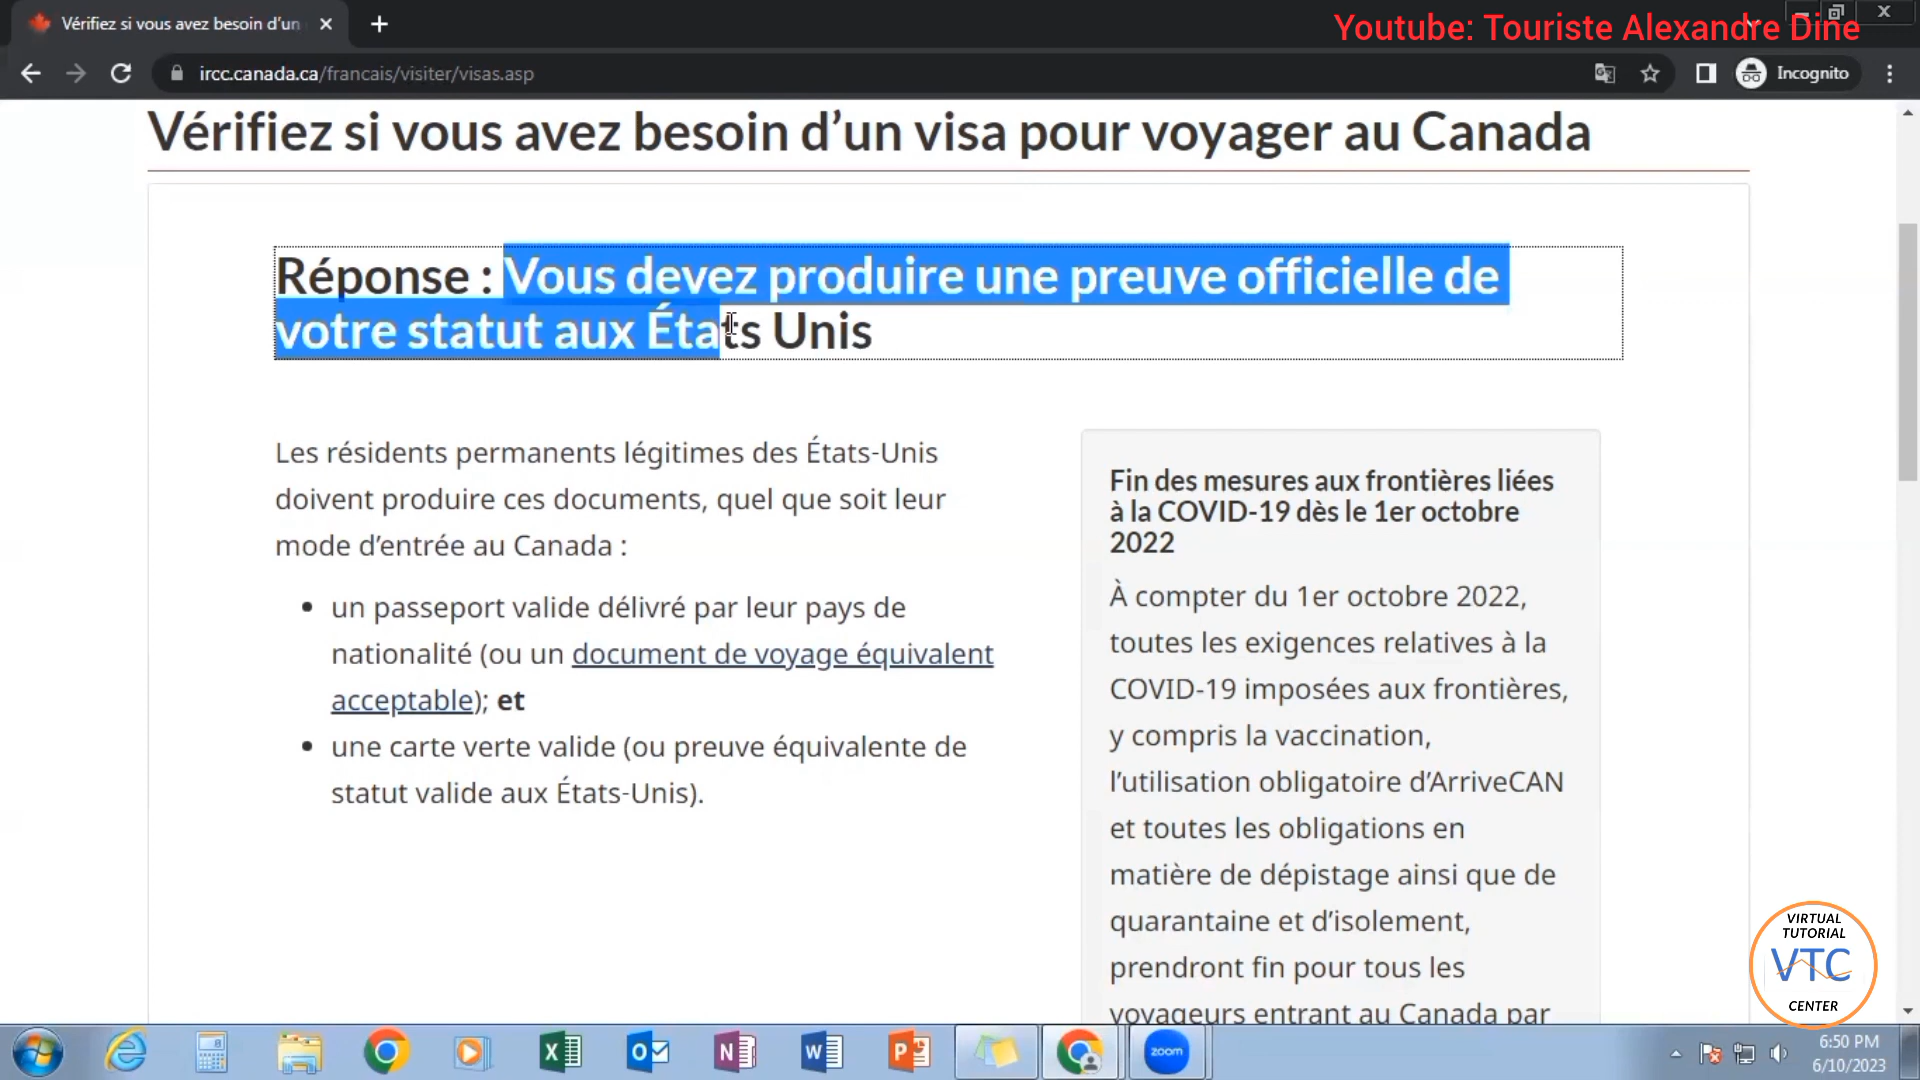 Vérifiez si vous avez besoin d'un
Youtube: Touriste Alexandre Dine
ircc.canada.ca/francais/visiter/visas.asp
Incognito
Vérifiez si vous avez besoin d’un visa pour voyager au Canada
Réponse : Vous devez produire une preuve officielle de
votre statut aux États Unis
Les résidents permanents légitimes des États-Unis
doivent produire ces documents, quel que soit leur
mode d’entrée au Canada :
un passeport valide délivré par leur pays de
nationalité (ou un document de voyage équivalent
acceptable); et
une carte verte valide (ou preuve équivalente de
statut valide aux États-Unis).
Fin des mesures aux frontières liées
à la COVID-19 dès le 1er octobre
2022
À compter du 1er octobre 2022,
toutes les exigences relatives à la
COVID-19 imposées aux frontières,
y compris la vaccination,
l’utilisation obligatoire d’ArriveCAN
et toutes les obligations en
matière de dépistage ainsi que de
quarantaine et d’isolement,
prendront fin pour tous les
voyageurs entrant au Canada par
VIRTUAL
TUTORIAL
VTC
CENTER
zoom
6:50 PM
6/10/2023